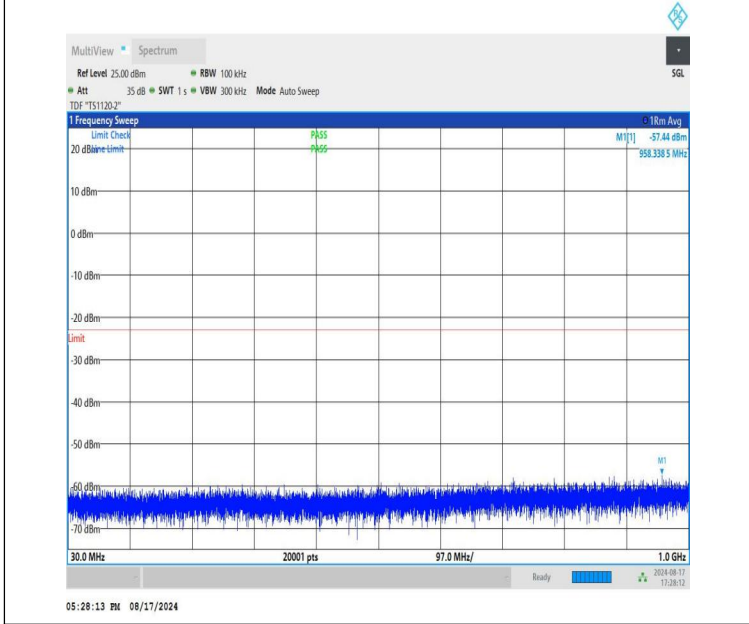 MultiView Spectrum
Ref Level 25.00 dBm RBW 100 kHz SGL
Att 35 dB SWT 1 s VBW 300 kHz Mode Auto Sweep
TDF "TS1120-2"
1 Frequency Sweep 1Rm Avg
Limit Check PASS M1[1] -57.44 dBm
Line Limit PASS 958.338 5 MHz
20 dBm
10 dBm
0 dBm
-10 dBm
-20 dBm
Limit
-30 dBm
-40 dBm
-50 dBm
M1
-60 dBm
-70 dBm
30.0 MHz 20001 pts 97.0 MHz/ 1.0 GHz
Ready 2024-08-17
17:28:12
05:28:13 PM 08/17/2024